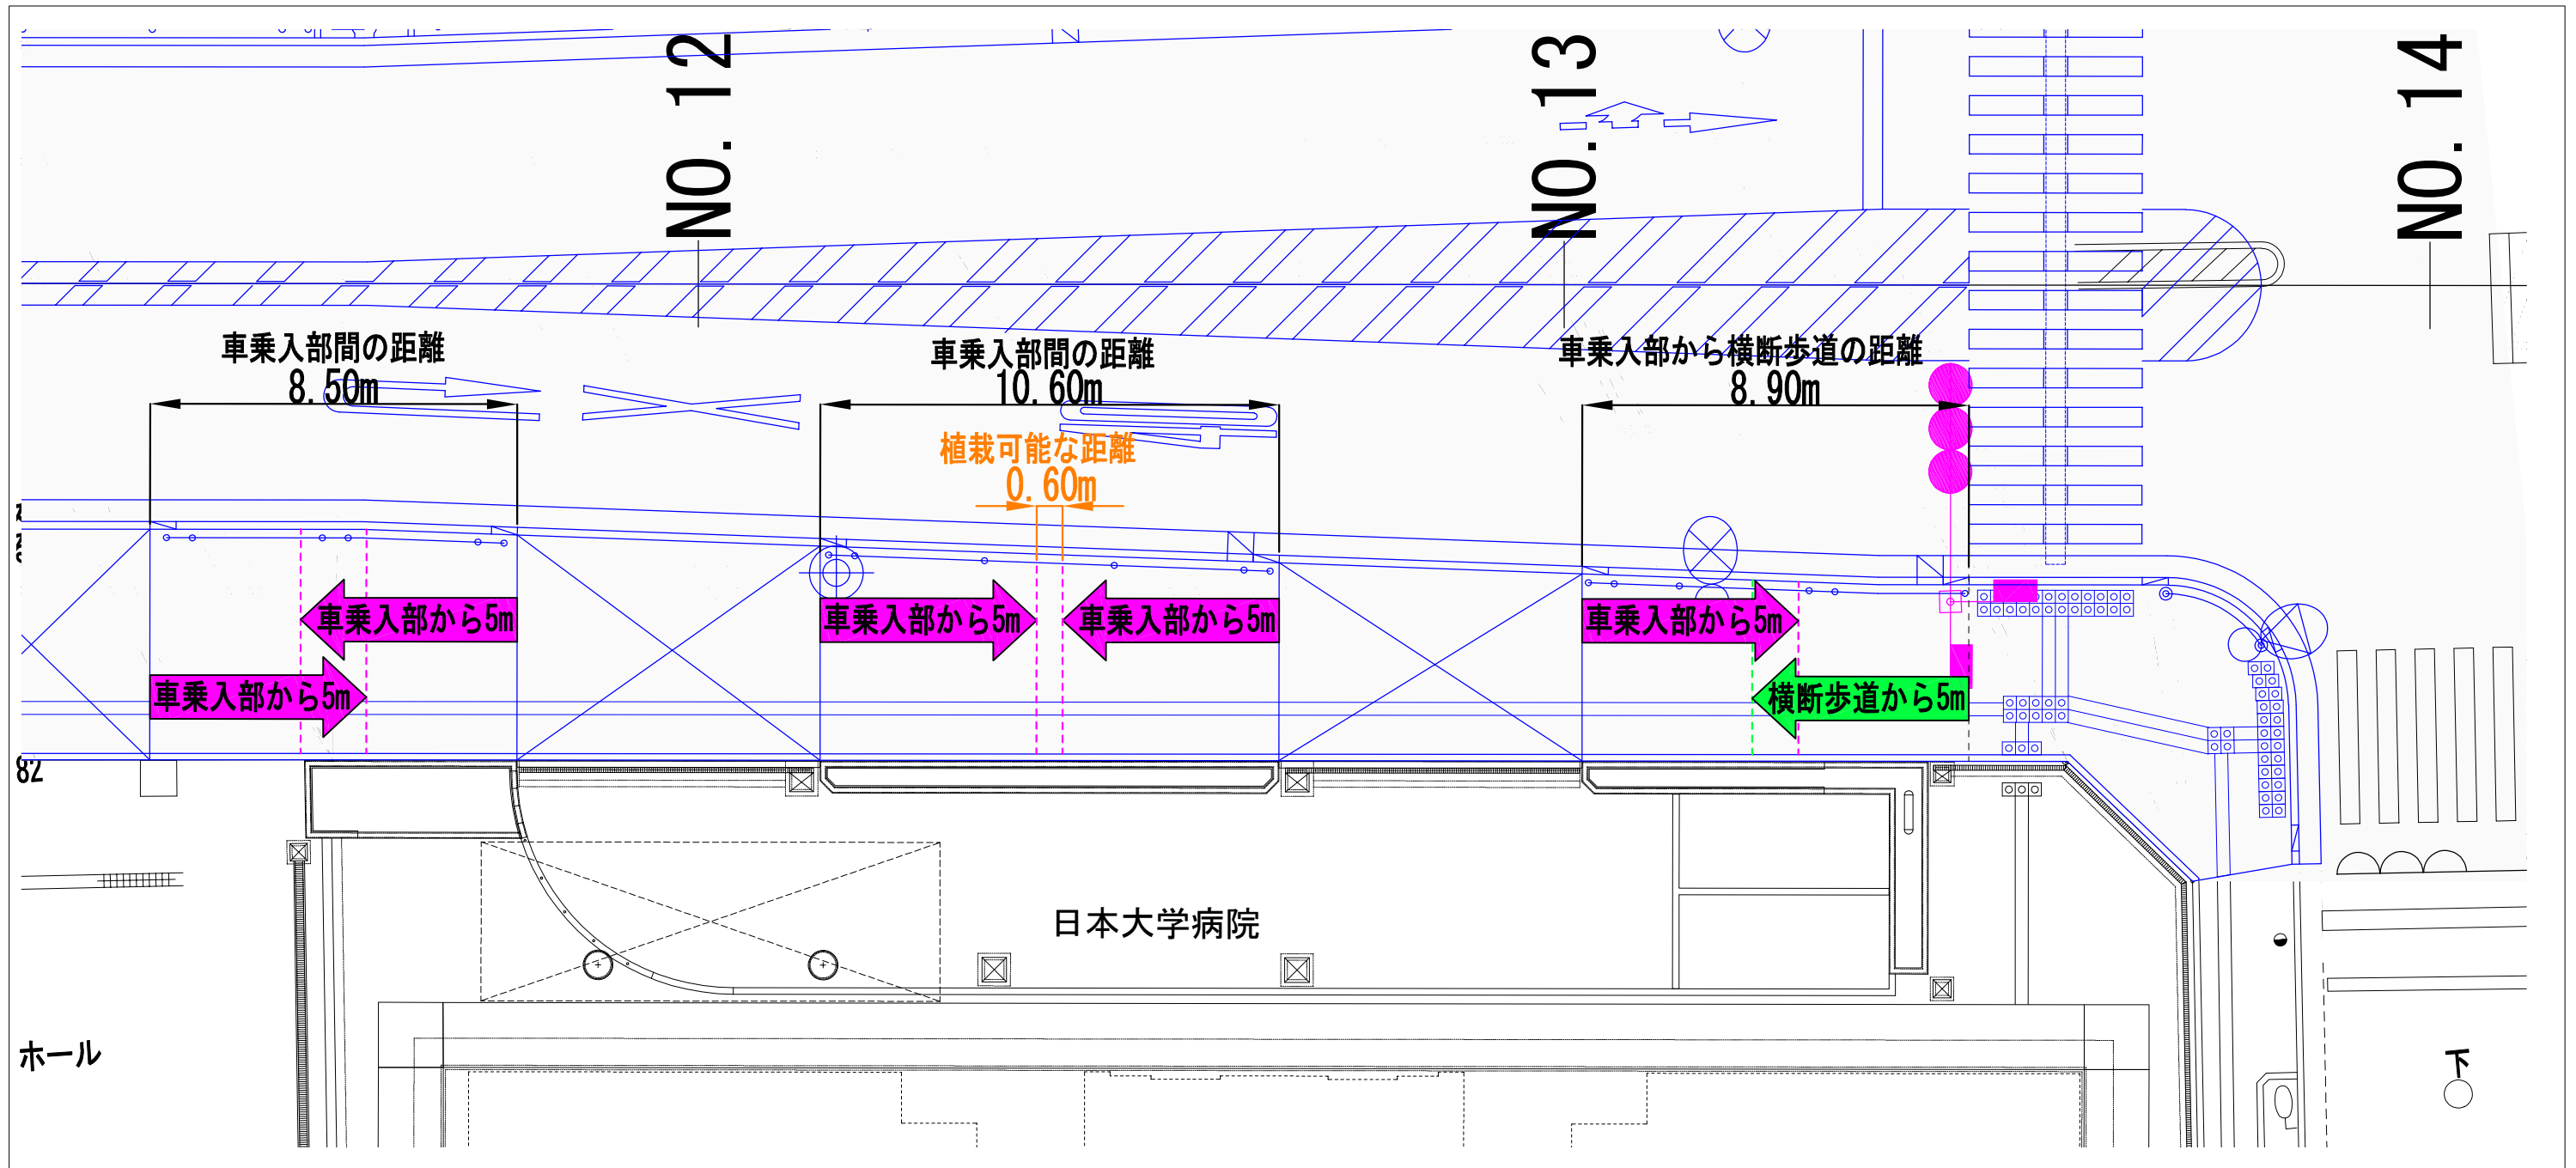 NO. 12
NO. 13
NO. 14
車乗入部間の距離
8.50m
車乗入部間の距離
10.60m
車乗入部から横断歩道の距離
8.90m
植栽可能な距離
0.60m
車乗入部から5m
車乗入部から5m
車乗入部から5m
車乗入部から5m
車乗入部から5m
横断歩道から5m
82
日本大学病院
ホール
下